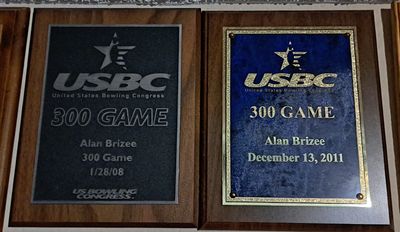 USBC
United States Bowling Congress
300 GAME
Alan Brizee
300 Game
1/28/08
US BOWLING
CONGRESS.
USBC
United States Bowling Congress
300 GAME
Alan Brizee
December 13, 2011